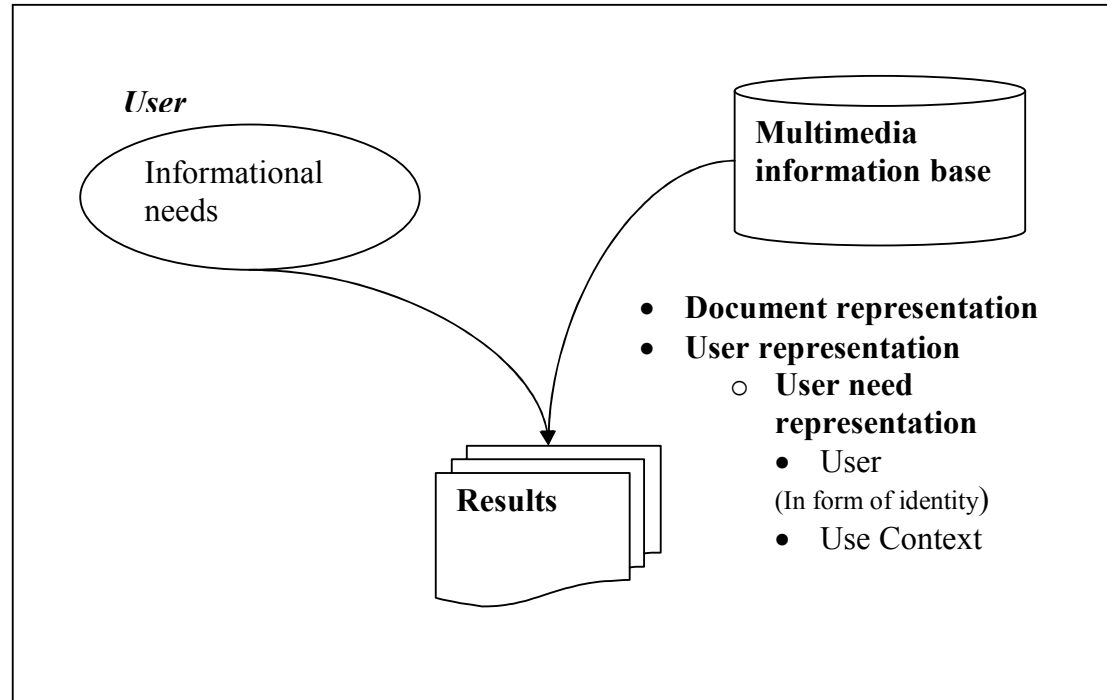 User
Informational
needs
Multimedia
information base
• Document representation
• User representation
o User need
representation
• User
(In form of identity)
• Use Context
Results